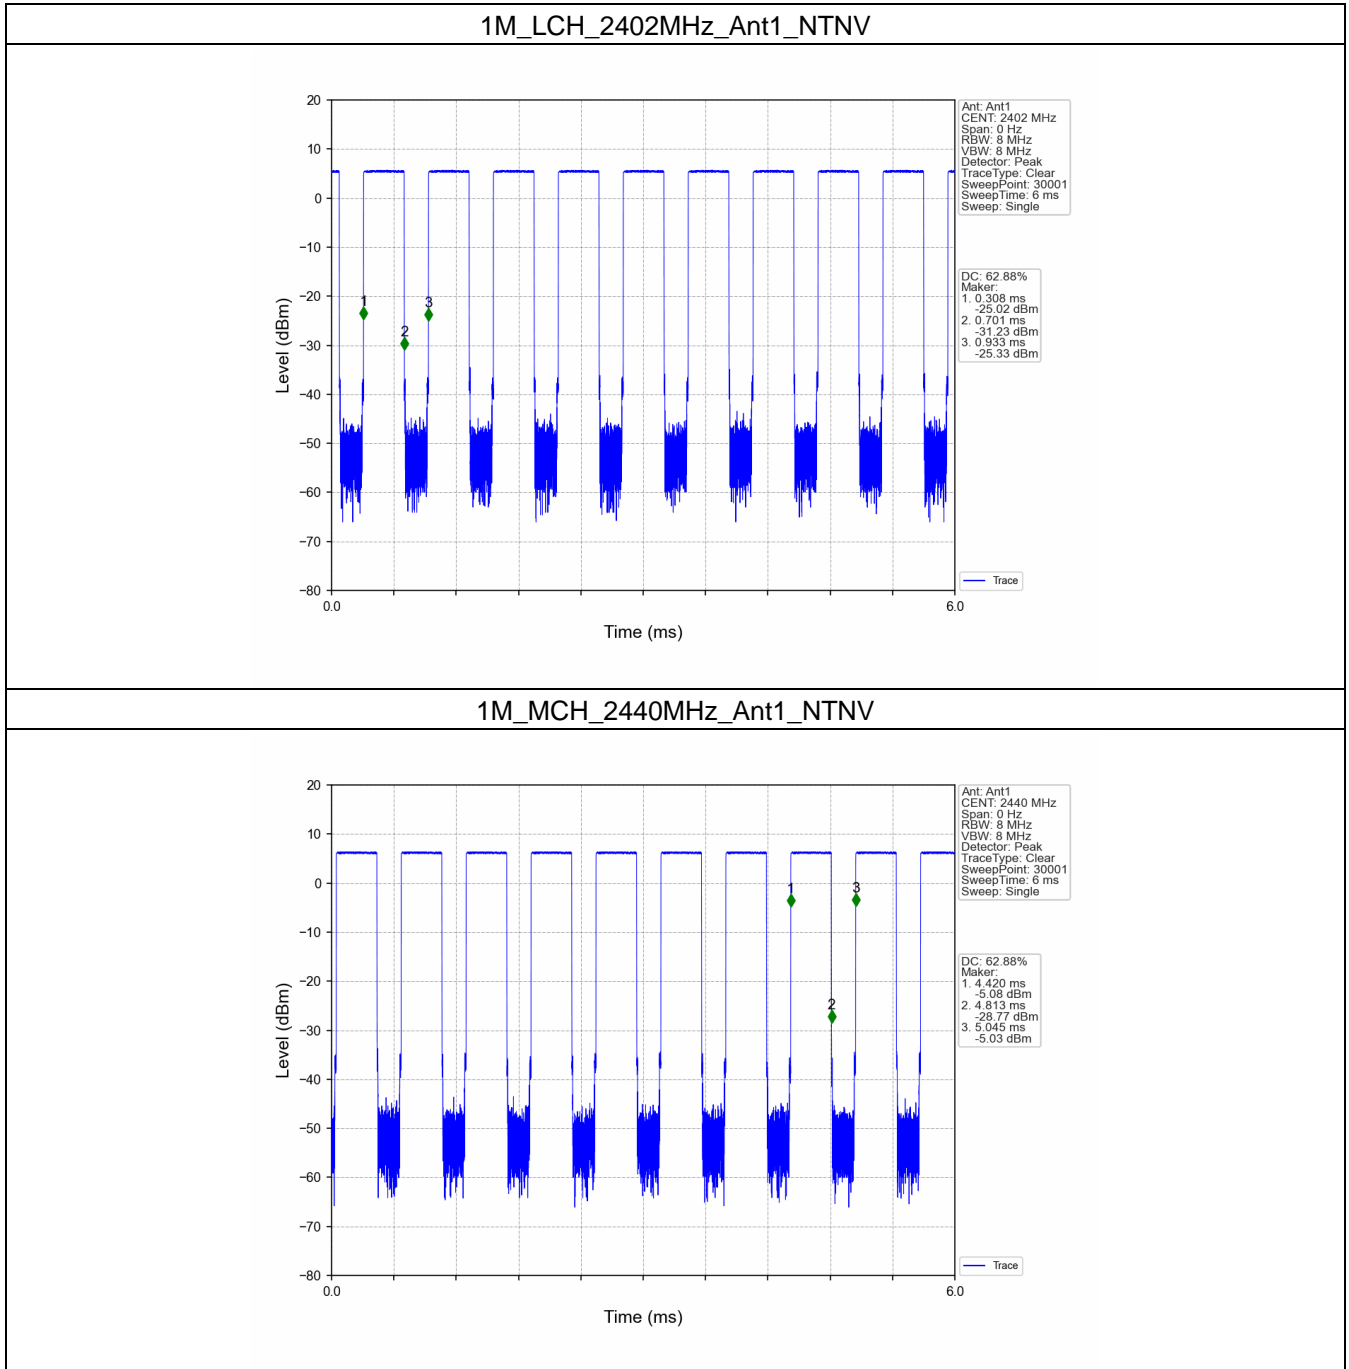 1M_LCH_2402MHz_Ant1_NTNV
20
10
0
−10
−20
−30
−40
−50
−60
−70
−80
Level (dBm)
0.0
6.0
Time (ms)
1
2
3
Ant: Ant1
CENT: 2402 MHz
Span: 0 Hz
RBW: 8 MHz
VBW: 8 MHz
Detector: Peak
TraceType: Clear
SweepPoint: 30001
SweepTime: 6 ms
Sweep: Single
DC: 62.88%
Maker:
1. 0.308 ms
-25.02 dBm
2. 0.701 ms
-31.23 dBm
3. 0.933 ms
-25.33 dBm
Trace
1M_MCH_2440MHz_Ant1_NTNV
20
10
0
−10
−20
−30
−40
−50
−60
−70
−80
Level (dBm)
0.0
6.0
Time (ms)
1
2
3
Ant: Ant1
CENT: 2440 MHz
Span: 0 Hz
RBW: 8 MHz
VBW: 8 MHz
Detector: Peak
TraceType: Clear
SweepPoint: 30001
SweepTime: 6 ms
Sweep: Single
DC: 62.88%
Maker:
1. 4.420 ms
-5.08 dBm
2. 4.813 ms
-28.77 dBm
3. 5.045 ms
-5.03 dBm
Trace